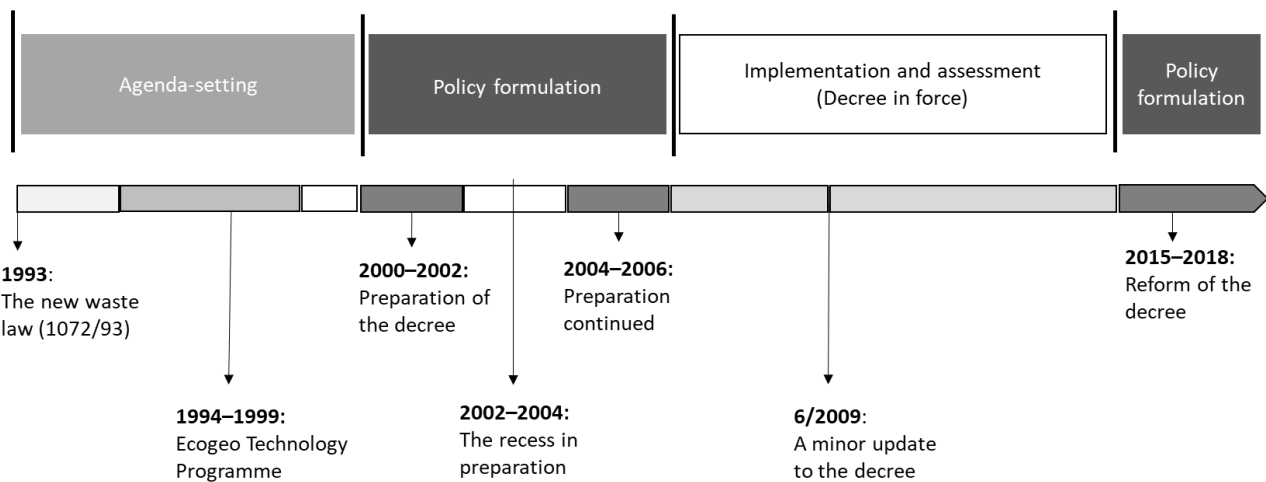 Agenda-setting
Policy formulation
Implementation and assessment
(Decree in force)
Policy
formulation
1993:
The new waste
law (1072/93)
1994–1999:
Ecogeo Technology
Programme
2000–2002:
Preparation of
the decree
2002–2004:
The recess in
preparation
2004–2006:
Preparation
continued
6/2009:
A minor update
to the decree
2015–2018:
Reform of the
decree